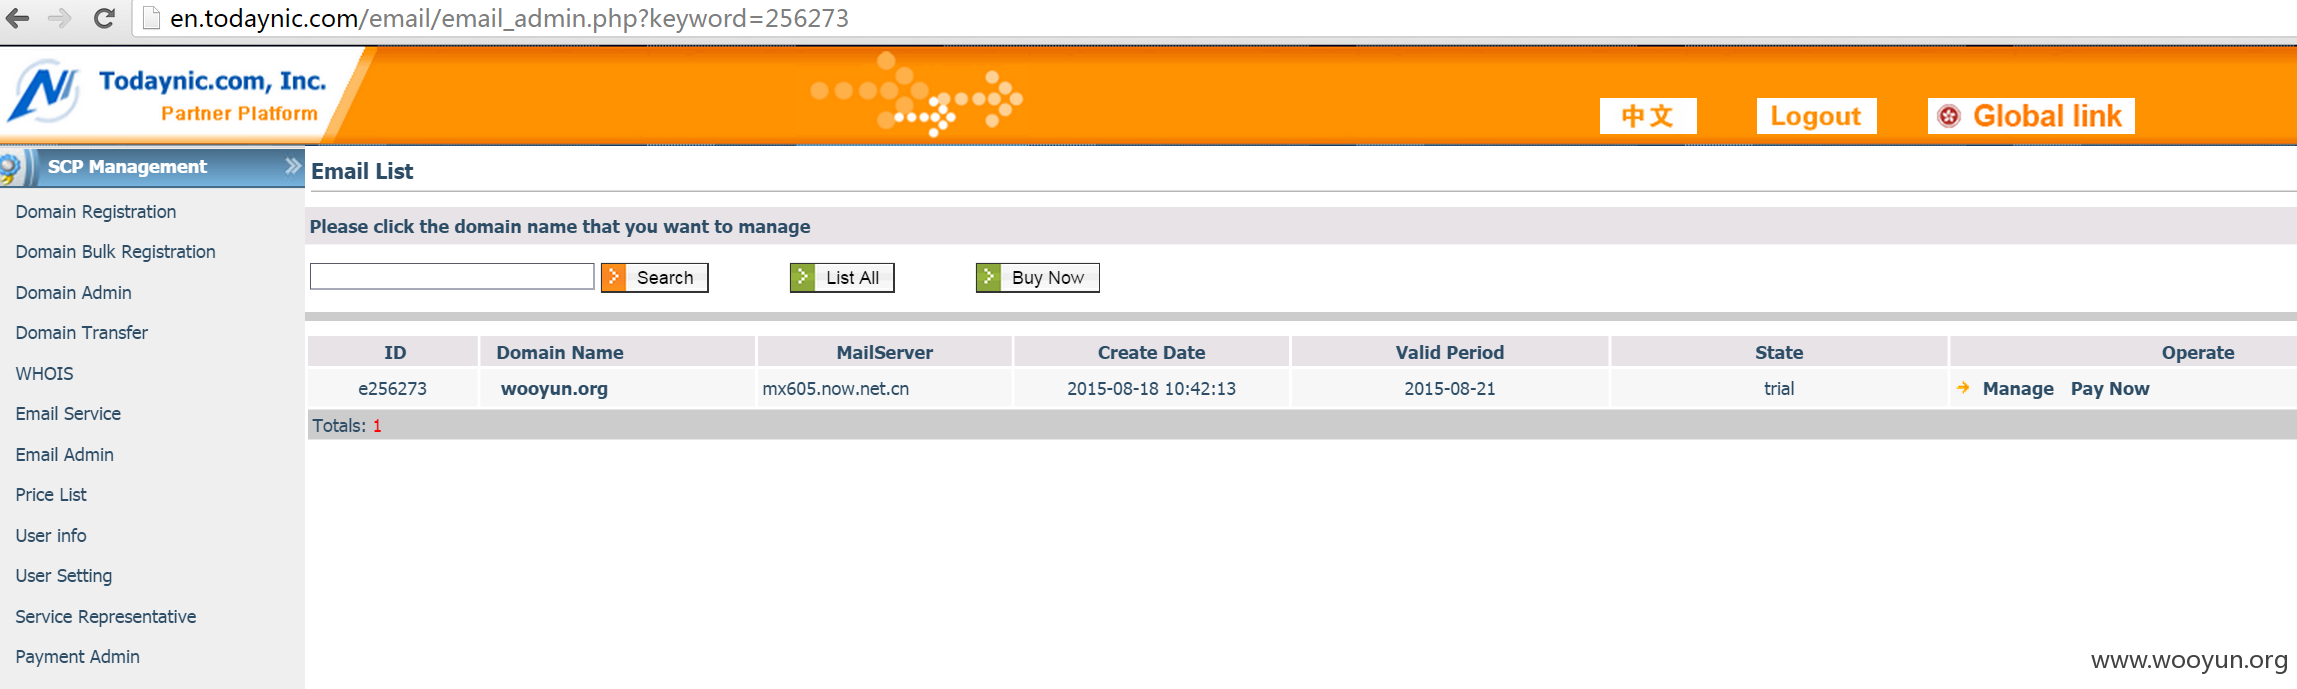 en.todaynic.com/email/email_admin.php?keyword=256273
Todaynic.com, Inc.
Partner Platform
中文 Logout Global link
SCP Management
Domain Registration
Domain Bulk Registration
Domain Admin
Domain Transfer
WHOIS
Email Service
Email Admin
Price List
User info
User Setting
Service Representative
Payment Admin
Email List
Please click the domain name that you want to manage
Search List All Buy Now
ID Domain Name MailServer Create Date Valid Period State Operate
e256273 wooyun.org mx605.now.net.cn 2015-08-18 10:42:13 2015-08-21 trial Manage Pay Now
Totals: 1
www.wooyun.org